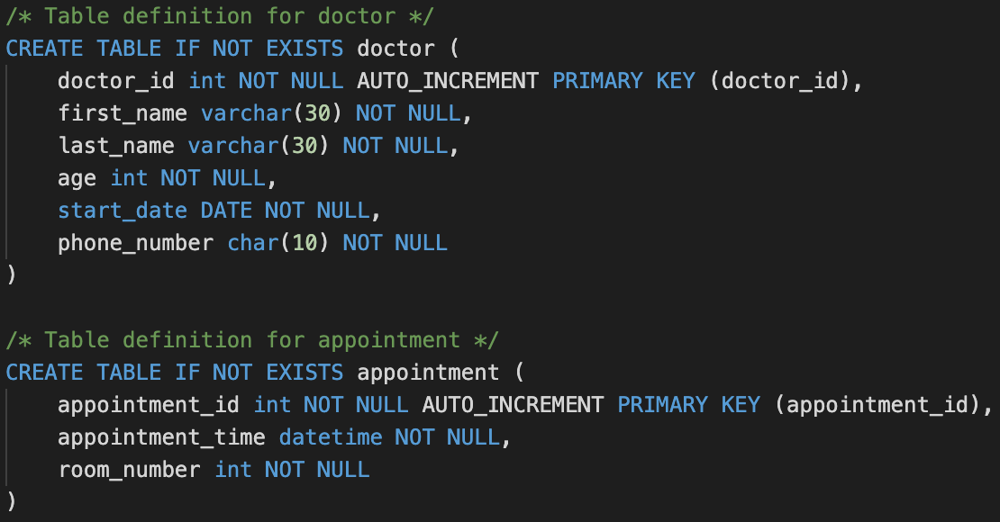 /* Table definition for doctor */
CREATE TABLE IF NOT EXISTS doctor (
    doctor_id int NOT NULL AUTO_INCREMENT PRIMARY KEY (doctor_id),
    first_name varchar(30) NOT NULL,
    last_name varchar(30) NOT NULL,
    age int NOT NULL,
    start_date DATE NOT NULL,
    phone_number char(10) NOT NULL
)

/* Table definition for appointment */
CREATE TABLE IF NOT EXISTS appointment (
    appointment_id int NOT NULL AUTO_INCREMENT PRIMARY KEY (appointment_id),
    appointment_time datetime NOT NULL,
    room_number int NOT NULL
)